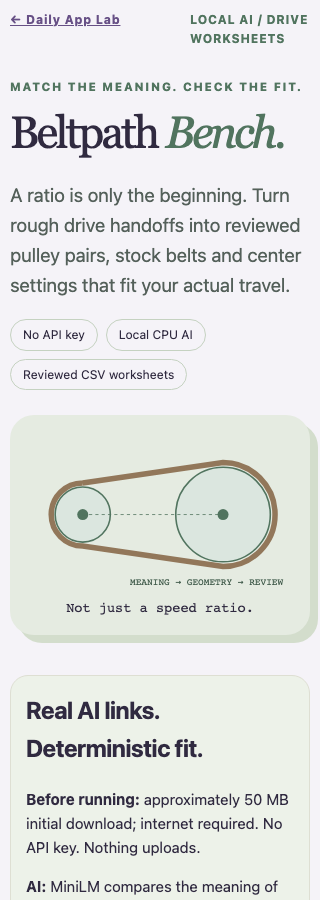 ← Daily App Lab
LOCAL AI / DRIVE
WORKSHEETS
MATCH THE MEANING. CHECK THE FIT.
Beltpath Bench.
A ratio is only the beginning. Turn
rough drive handoffs into reviewed
pulley pairs, stock belts and center
settings that fit your actual travel.
No API key
Local CPU AI
Reviewed CSV worksheets
MEANING → GEOMETRY → REVIEW
Not just a speed ratio.
Real AI links.
Deterministic fit.
Before running: approximately 50 MB
initial download; internet required. No
API key. Nothing uploads.
AI: MiniLM compares the meaning of